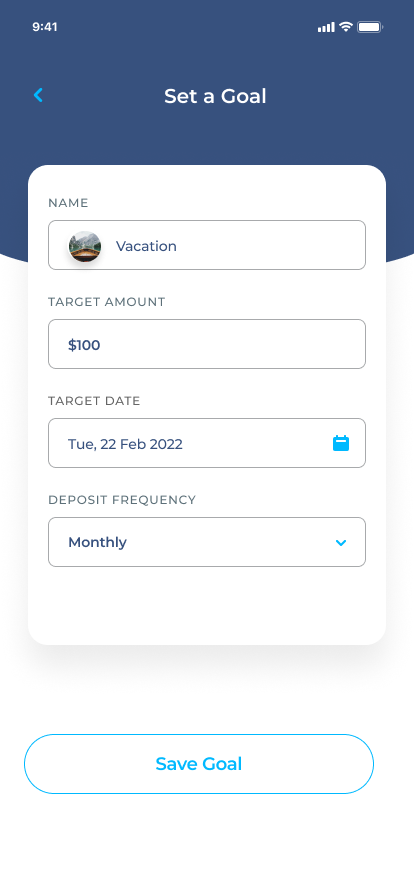 9:41
Set a Goal
NAME
Vacation
TARGET AMOUNT
$100
TARGET DATE
Tue, 22 Feb 2022
DEPOSIT FREQUENCY
Monthly
Save Goal